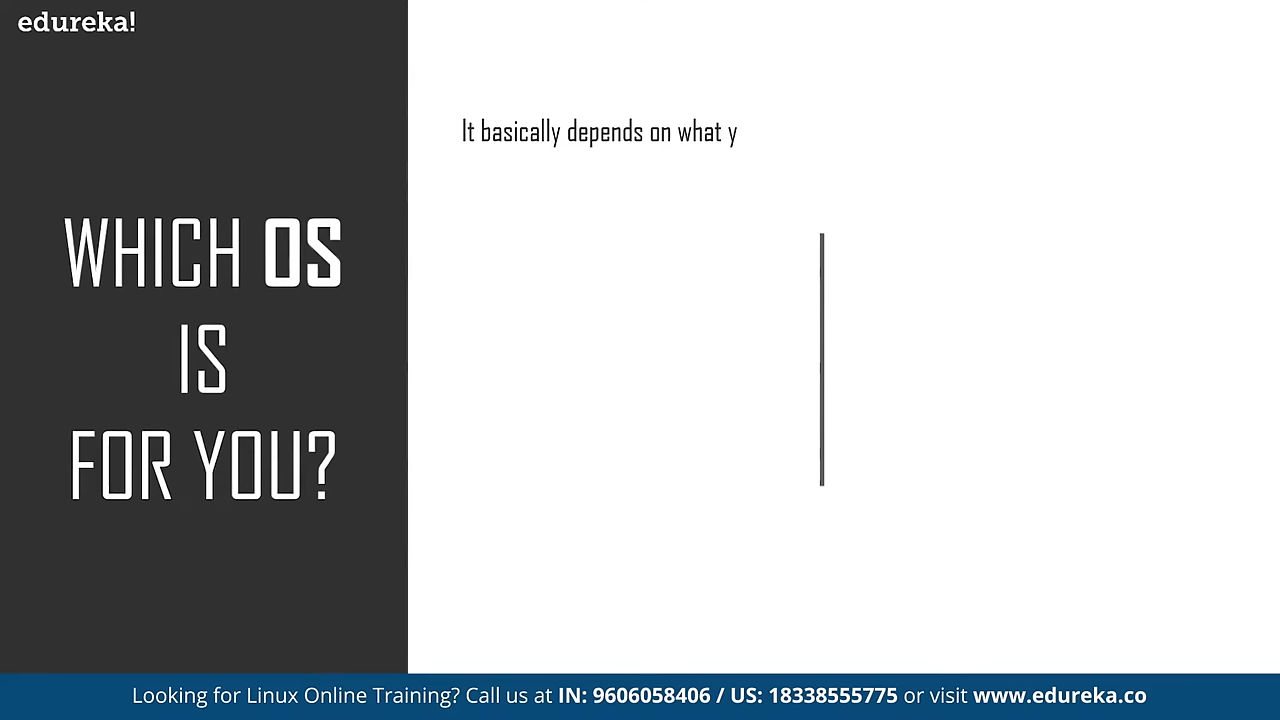 edureka!
WHICH OS
IS
FOR YOU?
It basically depends on what y
Looking for Linux Online Training? Call us at IN: 9606058406 / US: 18338555775 or visit www.edureka.co